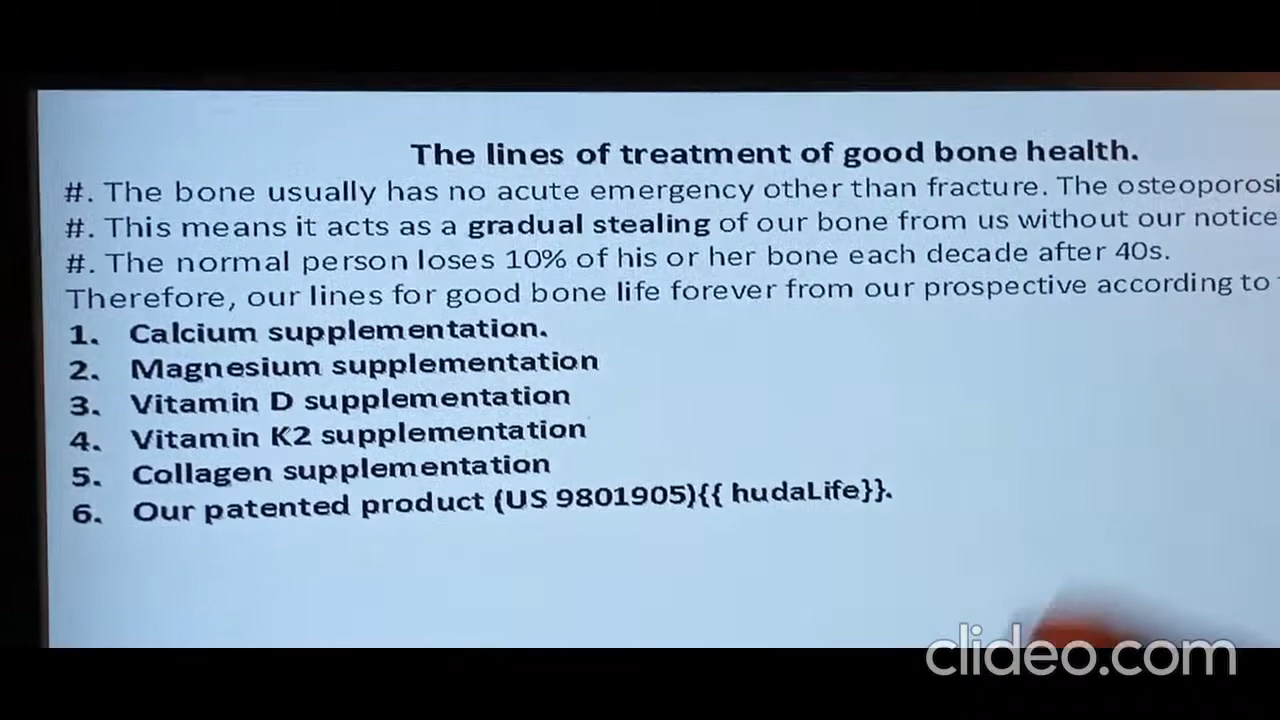 The lines of treatment of good bone health.
#. The bone usually has no acute emergency other than fracture. The
#. This means it acts as a gradual stealing of our bone from us without our notice
#. The normal person loses 10% of his or her bone each decade after 40s.
Therefore, our lines for good bone life forever from our prospective according to
1. Calcium supplementation.
2. Magnesium supplementation
3. Vitamin D supplementation
4. Vitamin K2 supplementation
5. Collagen supplementation
6. Our patented product (US 9801905){{ hudaLife}}.
clideo.com